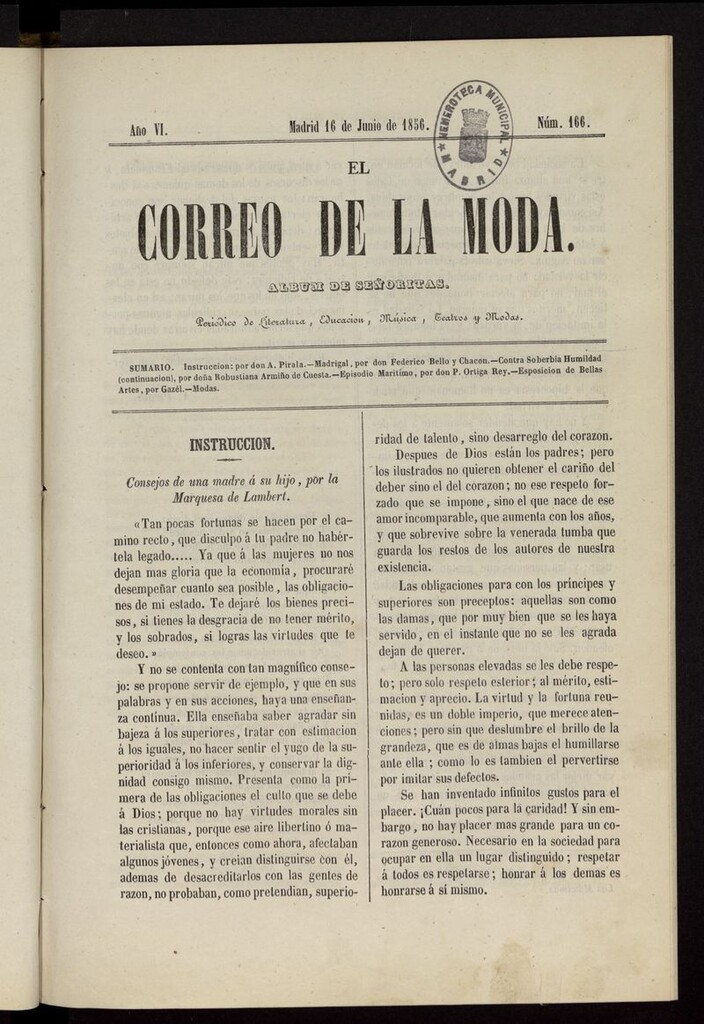 Año VI.
Madrid 16 de Junio de 1856.
Núm. 166.
HEMEROTECA MUNICIPAL
★ MADRID ★
EL
CORREO DE LA MODA.
ALBUM DE SEÑORITAS.
Periódico de Literatura, Educacion, Música, Teatros y Modas.
SUMARIO. Instruccion: por don A. Pirala.—Madrigal, por don Federico Bello y Chacon.—Contra Soberbia Humildad
(continuacion), por doña Robustiana Armiño de Cuesta.—Episodio Maritimo, por don P. Ortiga Rey.—Esposicion de Bellas
Artes, por Gazél.—Modas.
INSTRUCCION.
Consejos de una madre á su hijo, por la
Marquesa de Lambert.
«Tan pocas fortunas se hacen por el ca-
mino recto, que disculpo á tu padre no habér-
tela legado..... Ya que á las mujeres no nos
dejan mas gloria que la economía, procuraré
desempeñar cuanto sea posible, las obligacio-
nes de mi estado. Te dejaré los bienes preci-
sos, si tienes la desgracia de no tener mérito,
y los sobrados, si logras las virtudes que te
deseo.»
Y no se contenta con tan magnífico conse-
jo: se propone servir de ejemplo, y que en sus
palabras y en sus acciones, haya una enseñan-
za continua. Ella enseñaba saber agradar sin
bajeza á los superiores, tratar con estimacion
á los iguales, no hacer sentir el yugo de la su-
perioridad á los inferiores, y conservar la dig-
nidad consigo mismo. Presenta como la pri-
mera de las obligaciones el culto que se debe
á Dios; porque no hay virtudes morales sin
las cristianas, porque ese aire libertino ó ma-
terialista que, entonces como ahora, afectaban
algunos jóvenes, y creian distinguirse con él,
ademas de desacreditarlos con las gentes de
razon, no probaban, como pretendian, superio-
ridad de talento, sino desarreglo del corazon.
Despues de Dios están los padres; pero
los ilustrados no quieren obtener el cariño del
deber sino el del corazon; no ese respeto for-
zado que se impone, sino el que nace de ese
amor incomparable, que aumenta con los años,
y que sobrevive sobre la venerada tumba que
guarda los restos de los autores de nuestra
existencia.
Las obligaciones para con los príncipes y
superiores son preceptos: aquellas son como
las damas, que por muy bien que se les haya
servido, en el instante que no se les agrada
dejan de querer.
A las personas elevadas se les debe respe-
to; pero solo respeto esterior; al mérito, esti-
macion y aprecio. La virtud y la fortuna reu-
nidas, es un doble imperio, que merece aten-
ciones; pero sin que deslumbre el brillo de la
grandeza, que es de almas bajas el humillarse
ante ella; como lo es tambien el pervertirse
por imitar sus defectos.
Se han inventado infinitos gustos para el
placer. ¡Cuán pocos para la caridad! Y sin em-
bargo, no hay placer mas grande para un co-
razon generoso. Necesario en la sociedad para
ocupar en ella un lugar distinguido; respetar
á todos es respetarse; honrar á los demas es
honrarse á sí mismo.